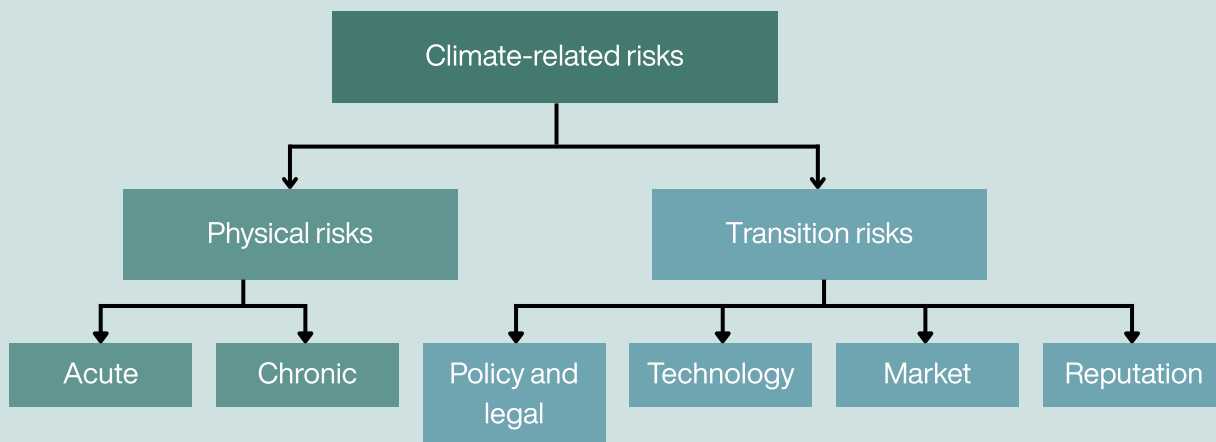 Climate-related risks
Physical risks
Transition risks
Acute
Chronic
Policy and
legal
Technology
Market
Reputation